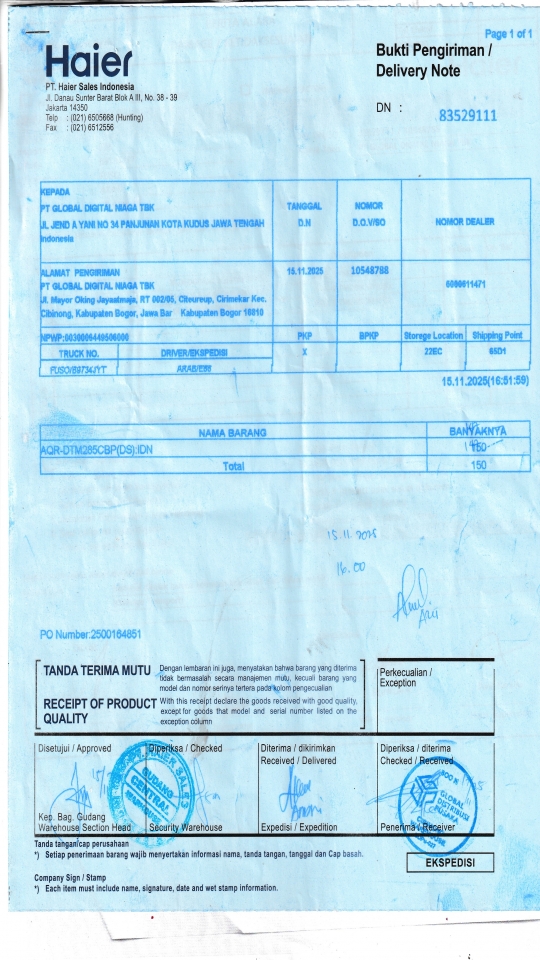 Page 1 of 1
Haier
Bukti Pengiriman /
Delivery Note
PT. Haier Sales Indonesia
Jl. Danau Sunter Barat Blok A III, No. 38 - 39
Jakarta 14350
Telp : (021) 6505668 (Hunting)
Fax : (021) 6512556
DN : 83529111
KEPADA
PT GLOBAL DIGITAL NIAGA TBK
JL JEND A YANI NO 34 PANJUNAN KOTA KUDUS JAWA TENGAH
Indonesia
TANGGAL
D.N
NOMOR
D.O.V/SO
NOMOR DEALER
ALAMAT PENGIRIMAN
PT GLOBAL DIGITAL NIAGA TBK
Jl. Mayor Oking Jayaatmaja, RT 002/05, Citeureup, Cirimekar Kec.
Cibinong, Kabupaten Bogor, Jawa Bar Kabupaten Bogor 16810
15.11.2025
10548788
6000011471
PKP
BPKP
Storege Location
Shipping Point
TRUCK NO.
DRIVER/EKSPEDISI
X
22EC
65D1
15.11.2025(16:51:59)
NAMA BARANG
BANYAKNYA
AQR-DTM285CBP(DS):IDN
150
Total
150
15.11.2025
16.00
PO Number:2500164851
TANDA TERIMA MUTU
Dengan lembaran ini juga, menyatakan bahwa barang yang diterima
tidak bermasalah secara manajemen mutu, kecuali barang yang
model dan nomor serinya tertera pada kolom pengecualian
RECEIPT OF PRODUCT
QUALITY
With this receipt declare the goods received with good quality,
except for goods that model and serial number listed on the
exception column
Perkecualian /
Exception
Disetujui / Approved
Diperiksa / Checked
Diterima / dikirimkan
Received / Delivered
Diperiksa / diterima
Checked / Received
HAIER SALES
GUDANG
CENTRAL
WAREHOUSE
GLOBAL
DISTRIBUSI
PUSAKA
Kep. Bag. Gudang
Warehouse Section Head
Security Warehouse
Expedisi / Expedition
Penerima / Receiver
Tanda tangan/cap perusahaan
*) Setiap penerimaan barang wajib menyertakan informasi nama, tanda tangan, tanggal dan Cap basah.
EKSPEDISI
Company Sign / Stamp
*) Each item must include name, signature, date and wet stamp information.